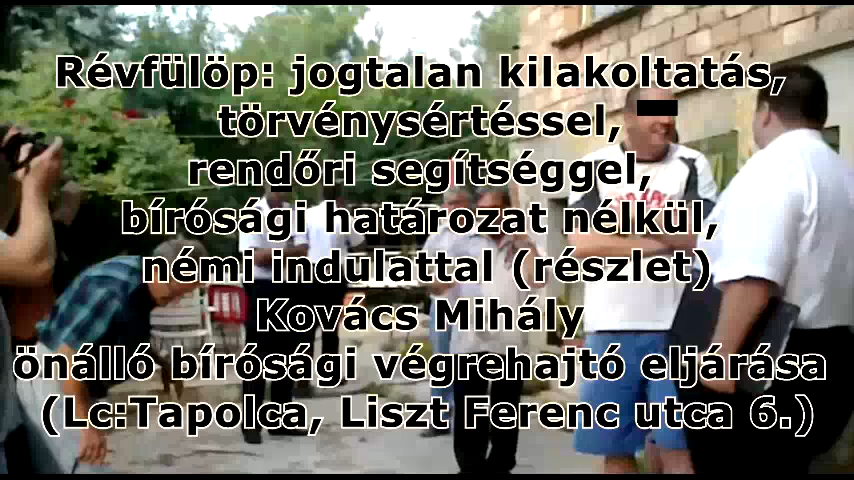 Révfülöp: jogtalan kilakoltatás,
törvénysértéssel,
rendőri segítséggel,
bírósági határozat nélkül,
némi indulattal (részlet)
Kovács Mihály
önálló bírósági végrehajtó eljárása
(Lc:Tapolca, Liszt Ferenc utca 6.)